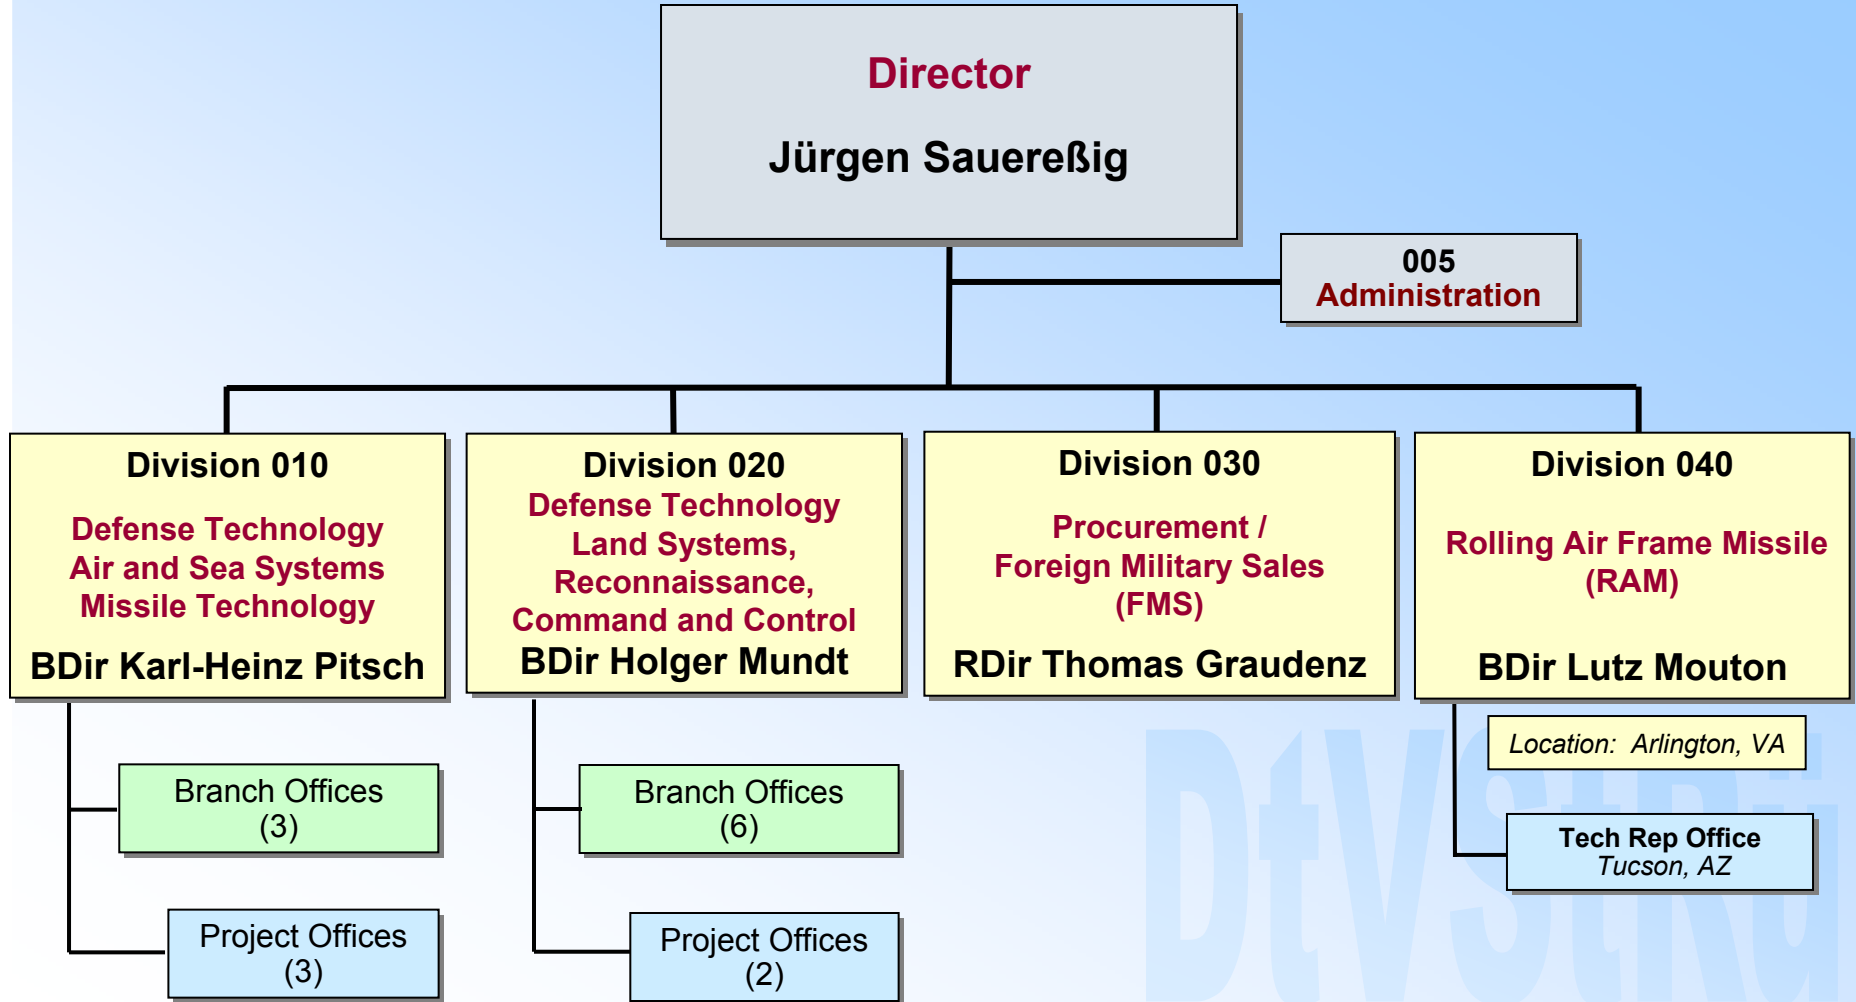 Director
Jürgen Sauereßig
005
Administration
Division 010
Defense Technology
Air and Sea Systems
Missile Technology
BDir Karl-Heinz Pitsch
Division 020
Defense Technology
Land Systems,
Reconnaissance,
Command and Control
BDir Holger Mundt
Division 030
Procurement /
Foreign Military Sales
(FMS)
RDir Thomas Graudenz
Division 040
Rolling Air Frame Missile
(RAM)
BDir Lutz Mouton
Branch Offices
(3)
Project Offices
(3)
Branch Offices
(6)
Project Offices
(2)
Location: Arlington, VA
Tech Rep Office
Tucson, AZ
DtVStRü